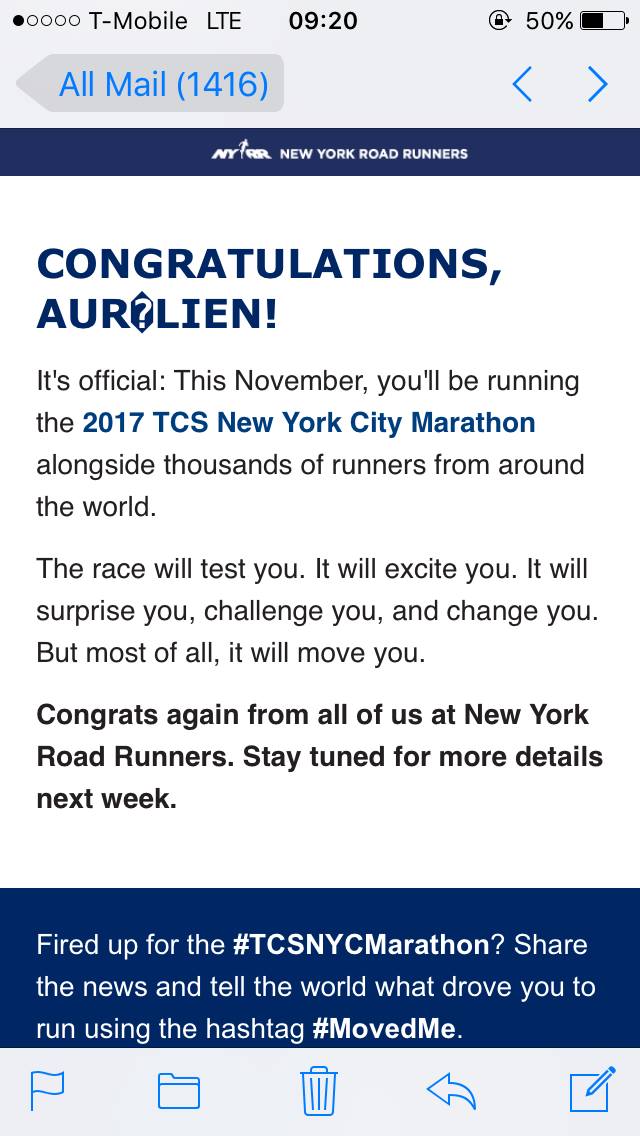 T-Mobile LTE 09:20 50%
All Mail (1416)
NYRR NEW YORK ROAD RUNNERS
CONGRATULATIONS,
AUR�LIEN!
It's official: This November, you'll be running
the 2017 TCS New York City Marathon
alongside thousands of runners from around
the world.
The race will test you. It will excite you. It will
surprise you, challenge you, and change you.
But most of all, it will move you.
Congrats again from all of us at New York
Road Runners. Stay tuned for more details
next week.
Fired up for the #TCSNYCMarathon? Share
the news and tell the world what drove you to
run using the hashtag #MovedMe.